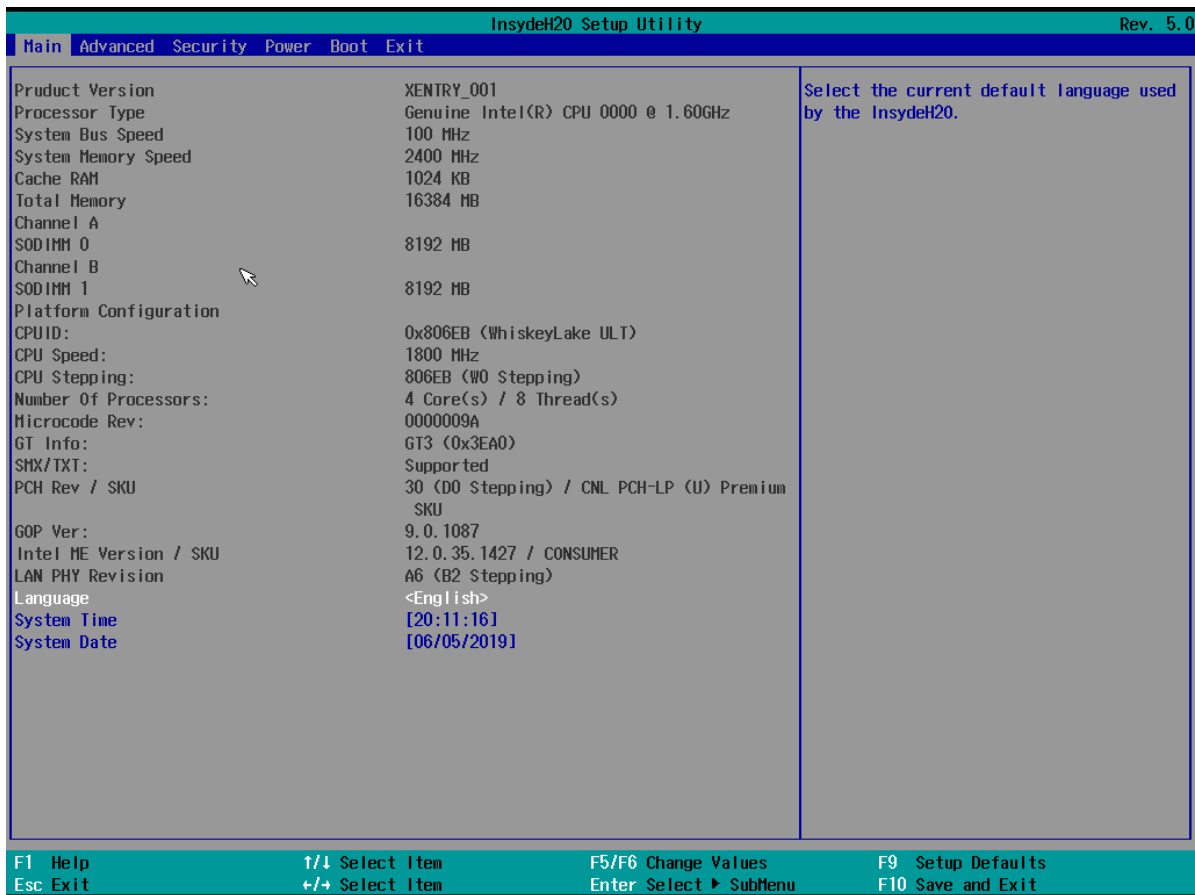 InsydeH20 Setup Utility Rev. 5.0
Main Advanced Security Power Boot Exit
Pruduct Version XENTRY_001
Processor Type Genuine Intel(R) CPU 0000 @ 1.60GHz
System Bus Speed 100 MHz
System Memory Speed 2400 MHz
Cache RAM 1024 KB
Total Memory 16384 MB
Channel A
SODIMM 0 8192 MB
Channel B
SODIMM 1 8192 MB
Platform Configuration
CPUID: 0x806EB (WhiskeyLake ULT)
CPU Speed: 1800 MHz
CPU Stepping: 806EB (W0 Stepping)
Number Of Processors: 4 Core(s) / 8 Thread(s)
Microcode Rev: 0000009A
GT Info: GT3 (0x3EA0)
SMX/TXT: Supported
PCH Rev / SKU 30 (D0 Stepping) / CNL PCH-LP (U) Premium
SKU
GOP Ver: 9.0.1087
Intel ME Version / SKU 12.0.35.1427 / CONSUMER
LAN PHY Revision A6 (B2 Stepping)
Language <English>
System Time [20:11:16]
System Date [06/05/2019]
Select the current default language used
by the InsydeH20.
F1 Help ↑/↓ Select Item F5/F6 Change Values F9 Setup Defaults
Esc Exit ←/→ Select Item Enter Select ▶ SubMenu F10 Save and Exit